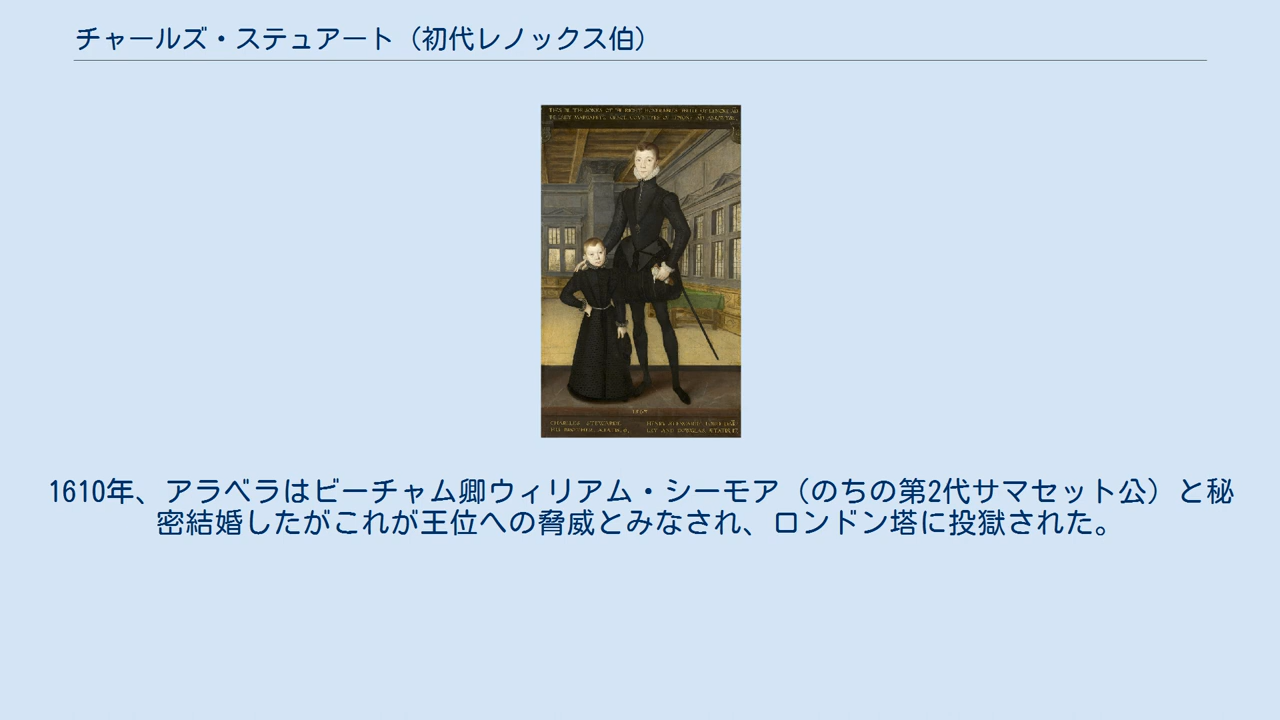 チャールズ・ステュアート（初代レノックス伯）
CHARLLES STEWARDE
1610年、アラベラはビーチャム卿ウィリアム・シーモア（のちの第2代サマセット公）と秘
密結婚したがこれが王位への脅威とみなされ、ロンドン塔に投獄された。